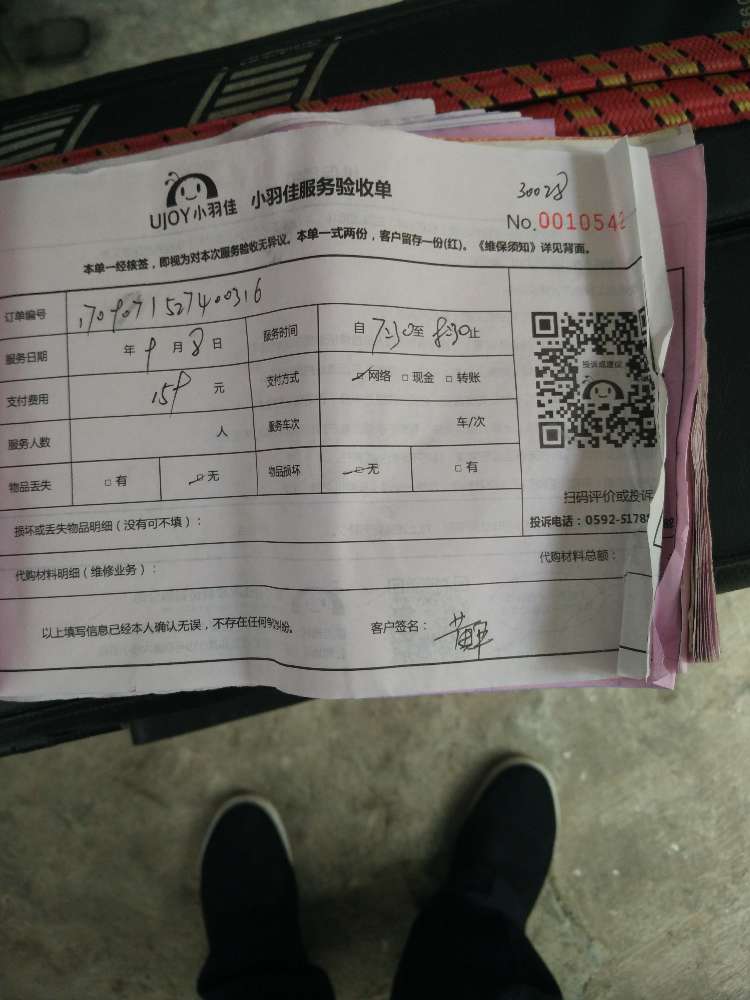 UJOY小羽佳 小羽佳服务验收单
30028
No.0010542
本单一经核签，即视为对本次服务验收无异议。本单一式两份，客户留存一份(红)。《维保须知》详见背面。
订单编号 1709071527400316
服务日期 年 9 月 8 日 服务时间 自 7:30 至 8:30 止
支付费用 159 元 支付方式 □网络 □现金 □转账
服务人数 人 服务车次 车/次
物品丢失 □有 □无 物品损坏 □无 □有
投诉或建议
扫码评价或投诉
投诉电话：0592-5178
损坏或丢失物品明细（没有可不填）：
代购材料明细（维修业务）： 代购材料总额：
以上填写信息已经本人确认无误，不存在任何纠纷。 客户签名：